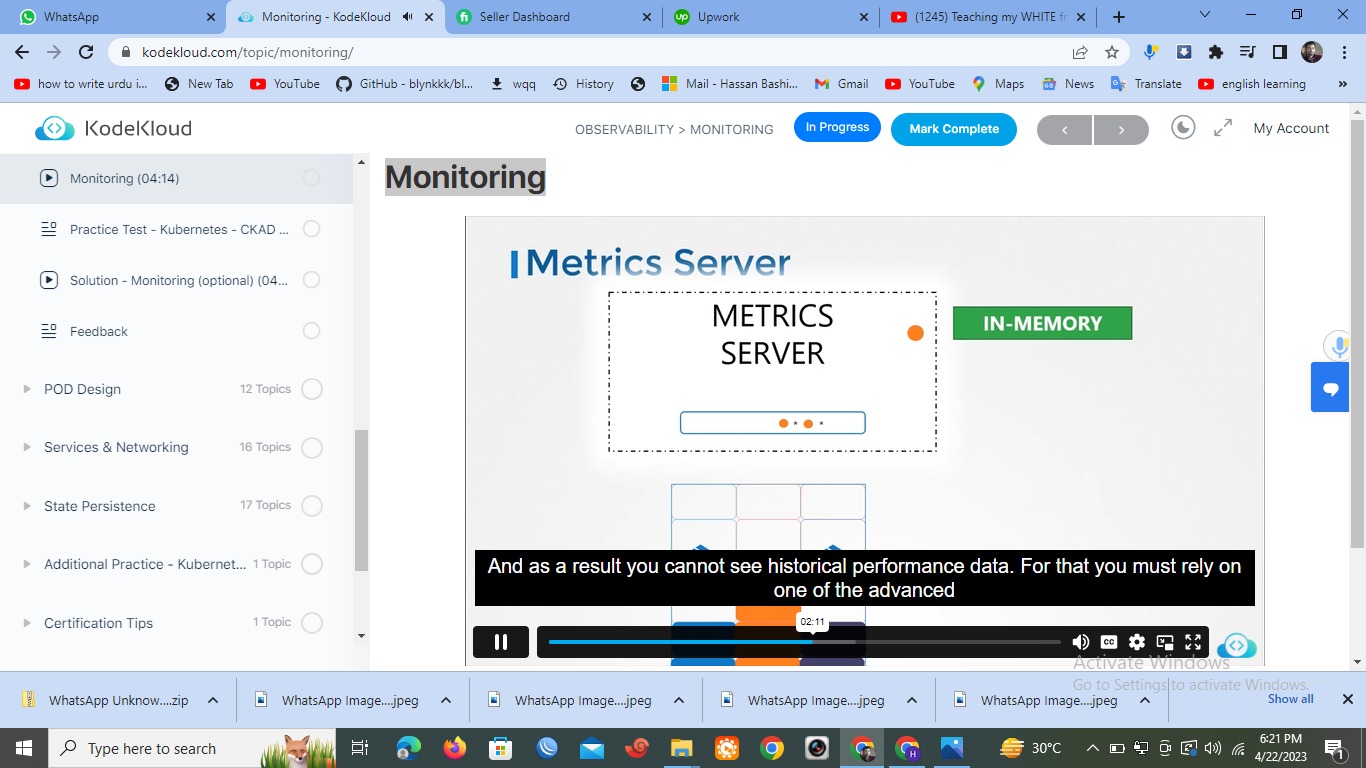 WhatsApp
Monitoring - KodeKloud
Seller Dashboard
Upwork
(1245) Teaching my WHITE fr
kodekloud.com/topic/monitoring/
how to write urdu i...
New Tab
YouTube
GitHub - blynkkk/bl...
wqq
History
Mail - Hassan Bashi...
Gmail
YouTube
Maps
News
Translate
english learning
»
KodeKloud
OBSERVABILITY > MONITORING
In Progress
Mark Complete
My Account
Monitoring (04:14)
Practice Test - Kubernetes - CKAD ...
Solution - Monitoring (optional) (04...
Feedback
POD Design 12 Topics
Services & Networking 16 Topics
State Persistence 17 Topics
Additional Practice - Kubernet... 1 Topic
Certification Tips 1 Topic
Monitoring
Metrics Server
METRICS
SERVER
IN-MEMORY
And as a result you cannot see historical performance data. For that you must rely on
one of the advanced
02:11
CC
Activate Windows
Go to Settings to activate Windows.
WhatsApp Unknow....zip
WhatsApp Image....jpeg
WhatsApp Image....jpeg
WhatsApp Image....jpeg
WhatsApp Image....jpeg
Show all
Type here to search
30°C
6:21 PM
4/22/2023
1